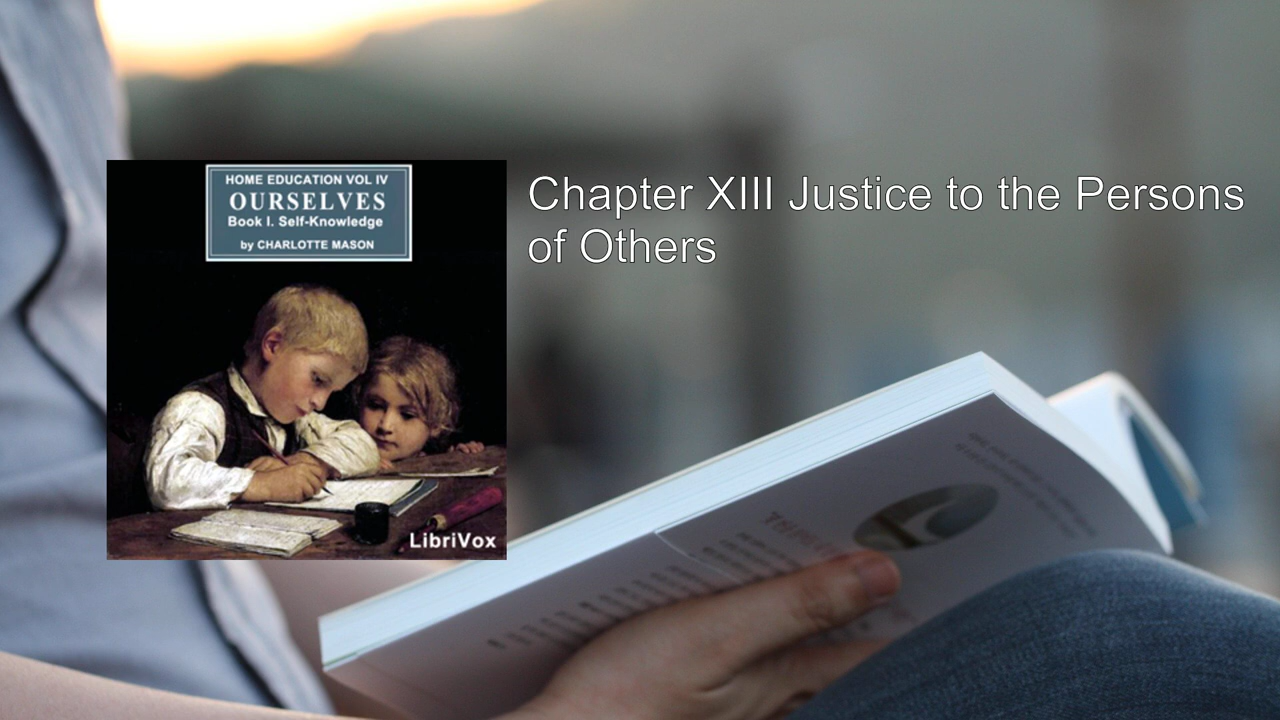 HOME EDUCATION VOL IV
OURSELVES
Book I. Self-Knowledge
by CHARLOTTE MASON
LibriVox
Chapter XIII Justice to the Persons
of Others